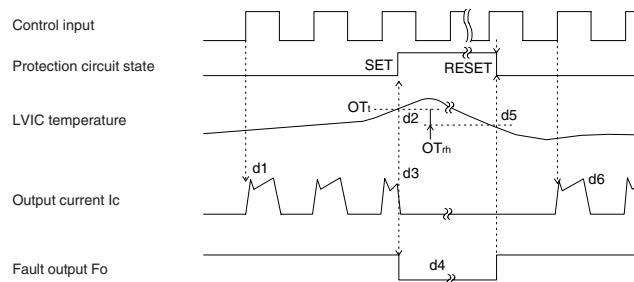 Control input
Protection circuit state
SET
RESET
LVIC temperature
OTt
d2
d5
OTrh
Output current Ic
d1
d3
d6
Fault output Fo
d4